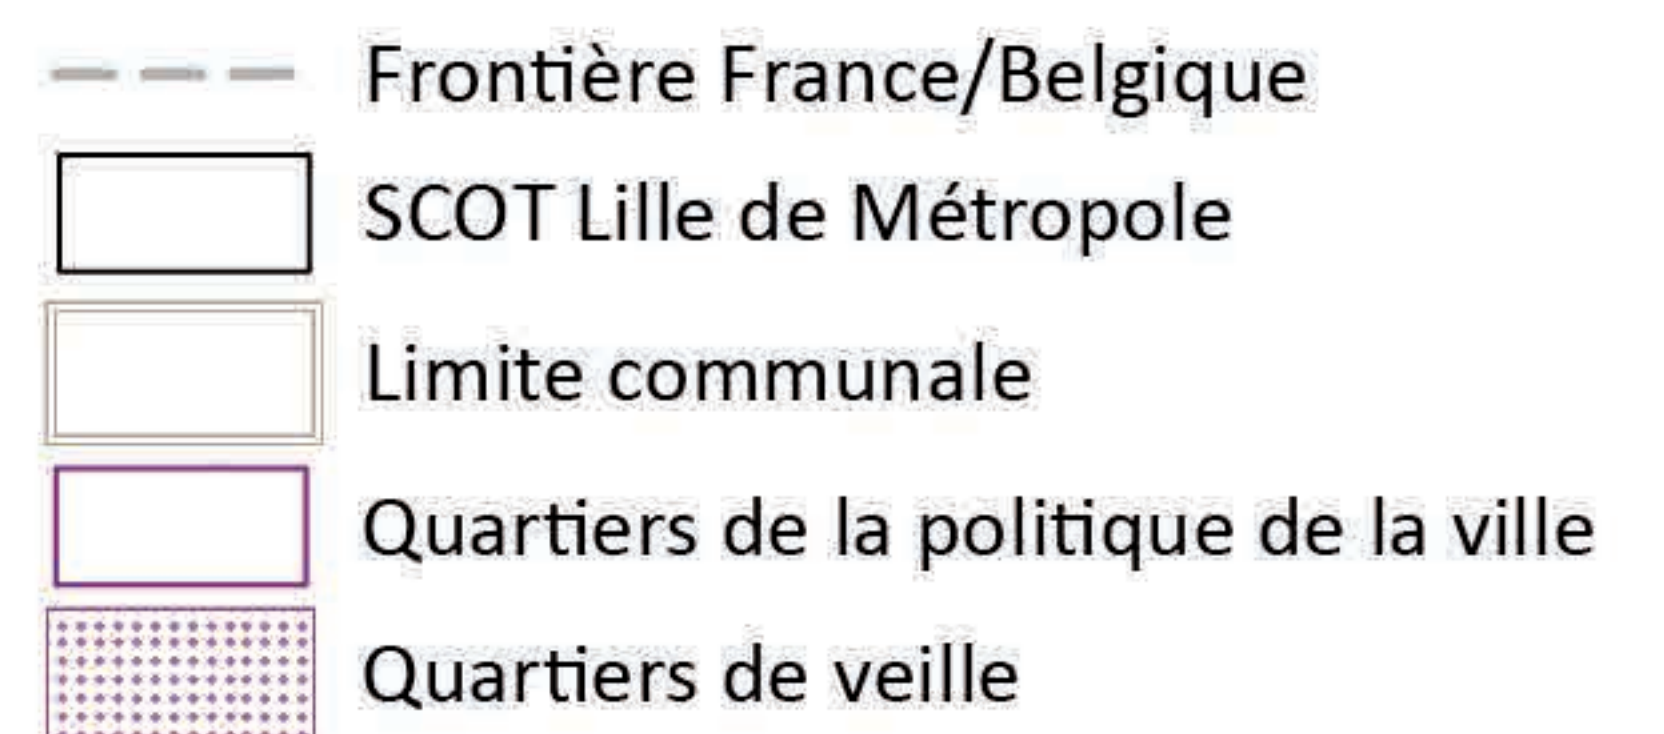 Frontière France/Belgique
SCOT Lille de Métropole
Limite communale
Quartiers de la politique de la ville
Quartiers de veille